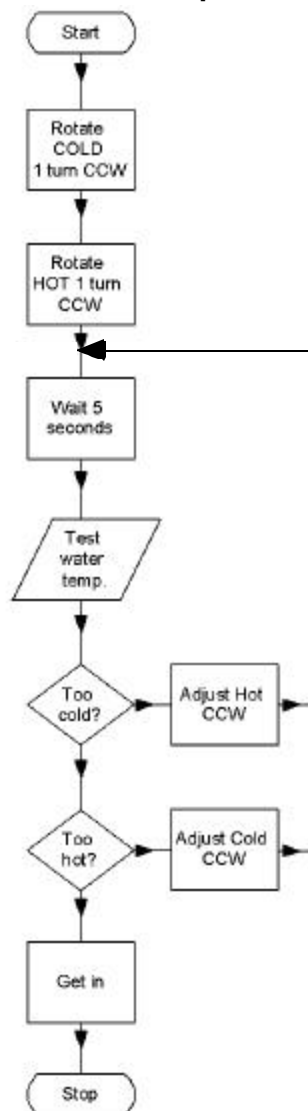 Start
Rotate
COLD
1 turn CCW
Rotate
HOT 1 turn
CCW
Wait 5
seconds
Test
water
temp.
Too
cold?
Adjust Hot
CCW
Too
hot?
Adjust Cold
CCW
Get in
Stop